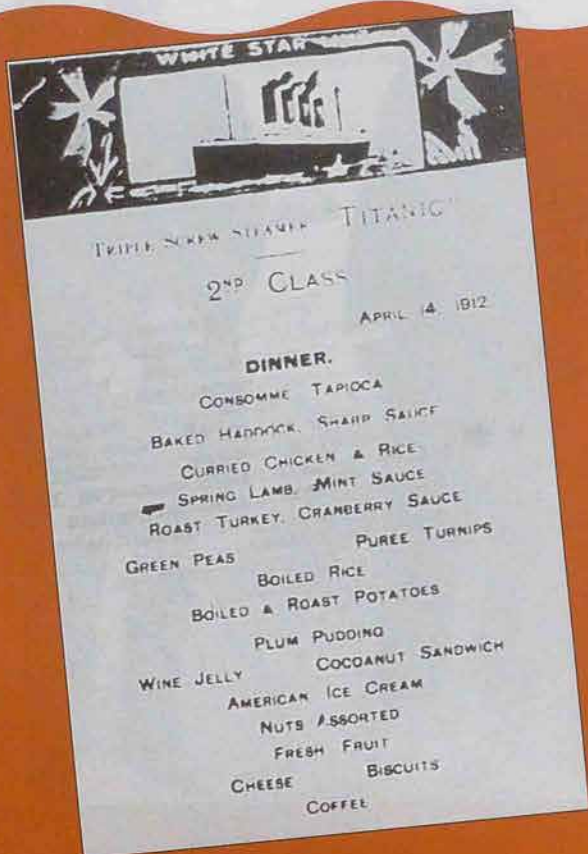 WHITE STAR
TRIPLE SCREW STEAMER "TITANIC"
2ND CLASS
APRIL 14, 1912.
DINNER.
CONSOMME TAPIOCA
BAKED HADDOCK, SHARP SAUCE
CURRIED CHICKEN & RICE
SPRING LAMB, MINT SAUCE
ROAST TURKEY, CRANBERRY SAUCE
GREEN PEAS PUREE TURNIPS
BOILED RICE
BOILED & ROAST POTATOES
PLUM PUDDING
WINE JELLY COCOANUT SANDWICH
AMERICAN ICE CREAM
NUTS ASSORTED
FRESH FRUIT
CHEESE BISCUITS
COFFEE